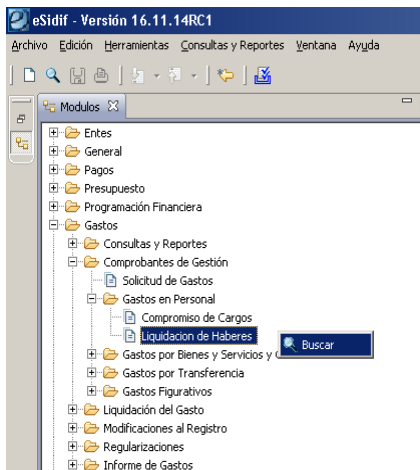 eSidif - Versión 16.11.14RC1
Archivo Edición Herramientas Consultas y Reportes Ventana Ayuda
Modulos
Entes
General
Pagos
Presupuesto
Programación Financiera
Gastos
Consultas y Reportes
Comprobantes de Gestión
Solicitud de Gastos
Gastos en Personal
Compromiso de Cargos
Liquidacion de Haberes
Buscar
Gastos por Bienes y Servicios y
Gastos por Transferencia
Gastos Figurativos
Liquidación del Gasto
Modificaciones al Registro
Regularizaciones
Informe de Gastos